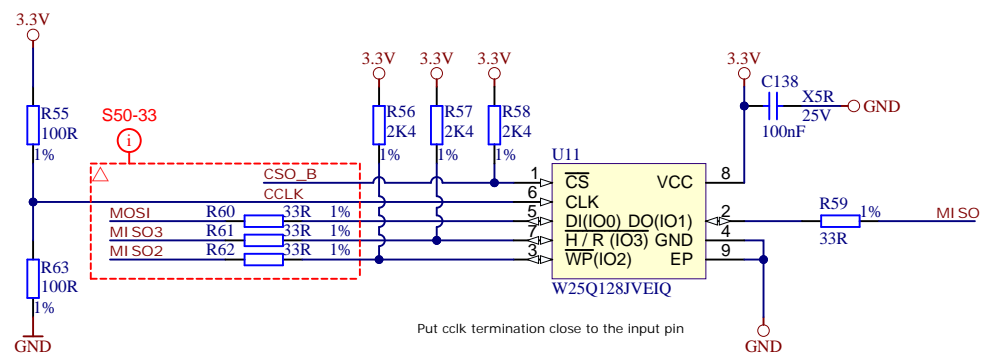 3.3V
R55
100R
1%
S50-33
i
3.3V
3.3V
3.3V
R56
2K4
1%
R57
2K4
1%
R58
2K4
1%
3.3V
C138
100nF
X5R
25V
GND
U11
CSO_B
1
CS
VCC
8
CCLK
6
CLK
MOSI
R60
33R
1%
5
DI(IO0)
DO(IO1)
2
R59
1%
33R
MISO
MISO3
R61
33R
1%
7
H / R (IO3)
GND
4
MISO2
R62
33R
1%
3
WP(IO2)
EP
9
W25Q128JVEIQ
R63
100R
1%
GND
Put cclk termination close to the input pin
GND